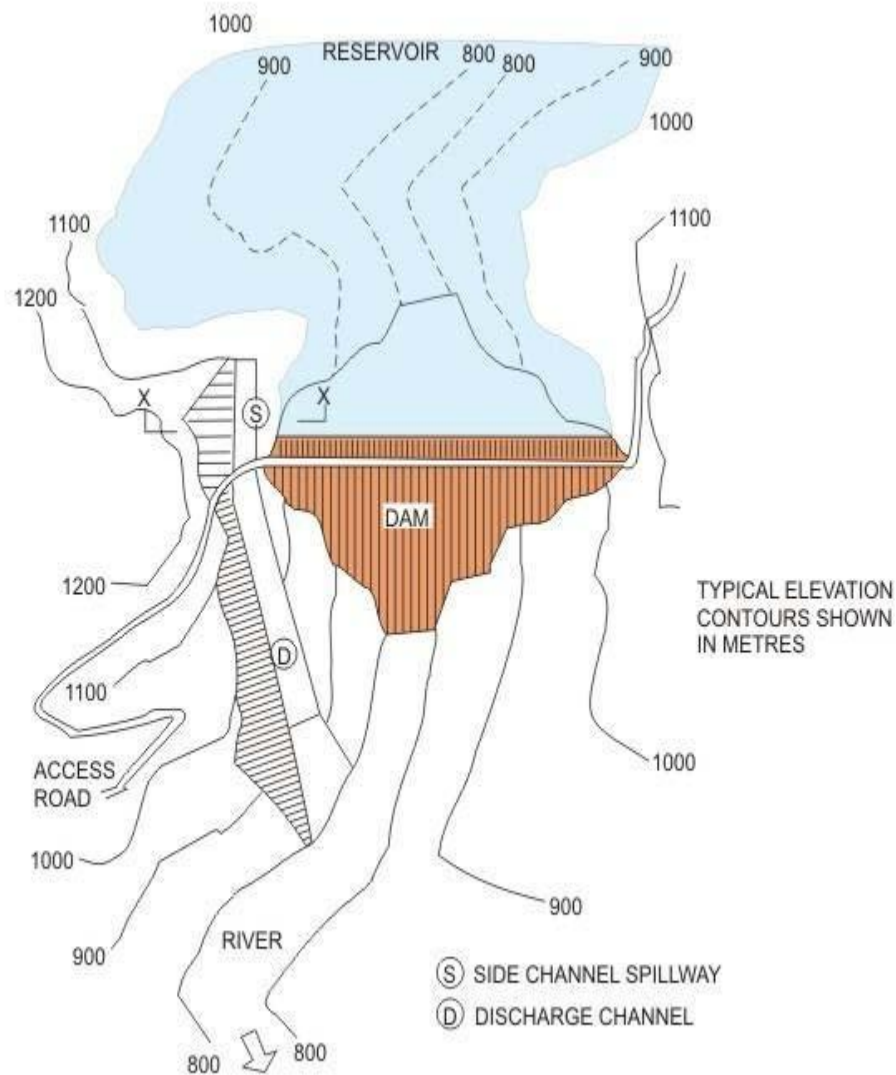 1000
RESERVOIR
900
800
800
900
1000
1100
1100
1200
X
S
X
DAM
1200
TYPICAL ELEVATION
CONTOURS SHOWN
IN METRES
D
1100
ACCESS
ROAD
1000
1000
900
900
RIVER
S SIDE CHANNEL SPILLWAY
D DISCHARGE CHANNEL
800
800